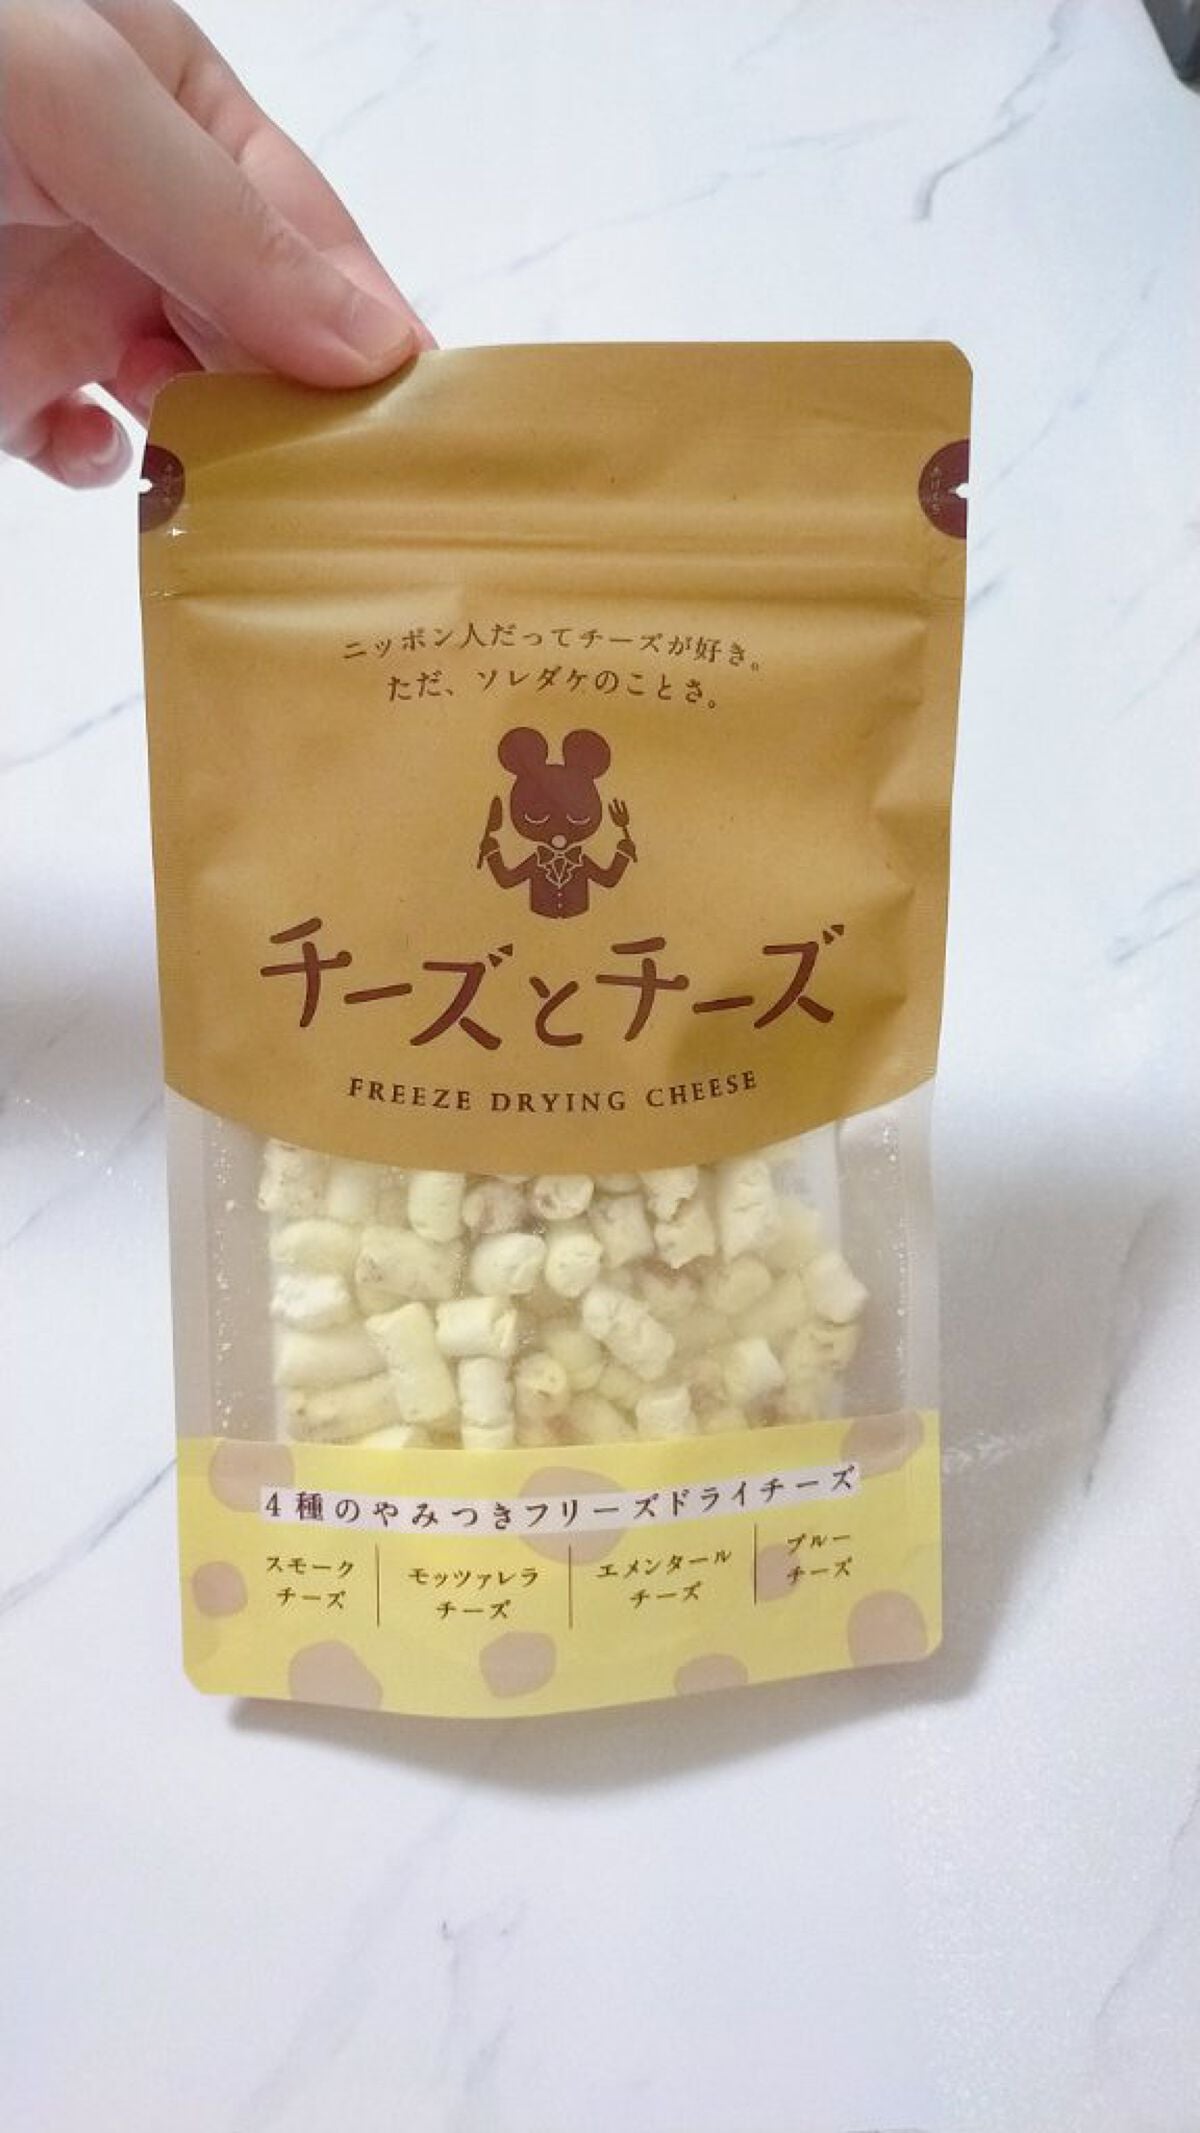 ニッポン人だってチーズが好き。
ただ、ソレダケのことさ。
チーズとチーズ
FREEZE DRYING CHEESE
4種のやみつきフリーズドライチーズ
スモーク
チーズ
モッツァレラ
チーズ
エメンタール
チーズ
ブルー
チーズ